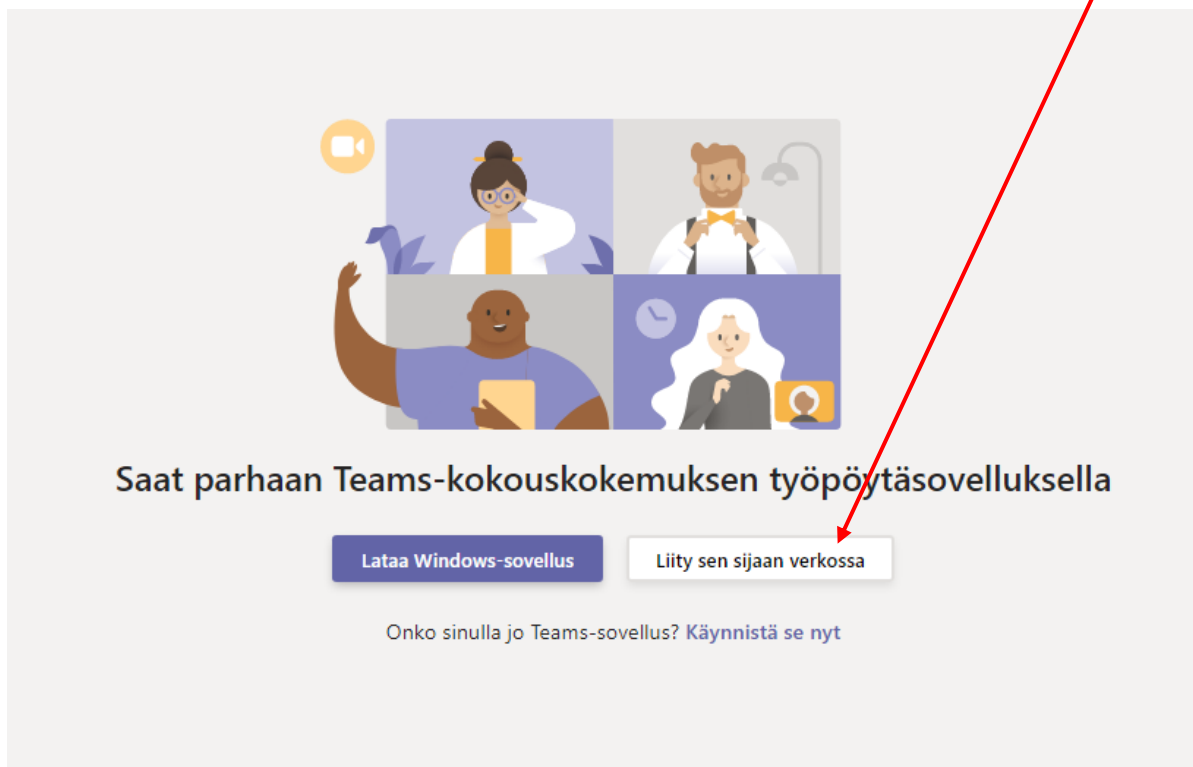 Saat parhaan Teams-kokouskokemuksen työpöytäsovelluksella
Lataa Windows-sovellus
Liity sen sijaan verkossa
Onko sinulla jo Teams-sovellus? Käynnistä se nyt